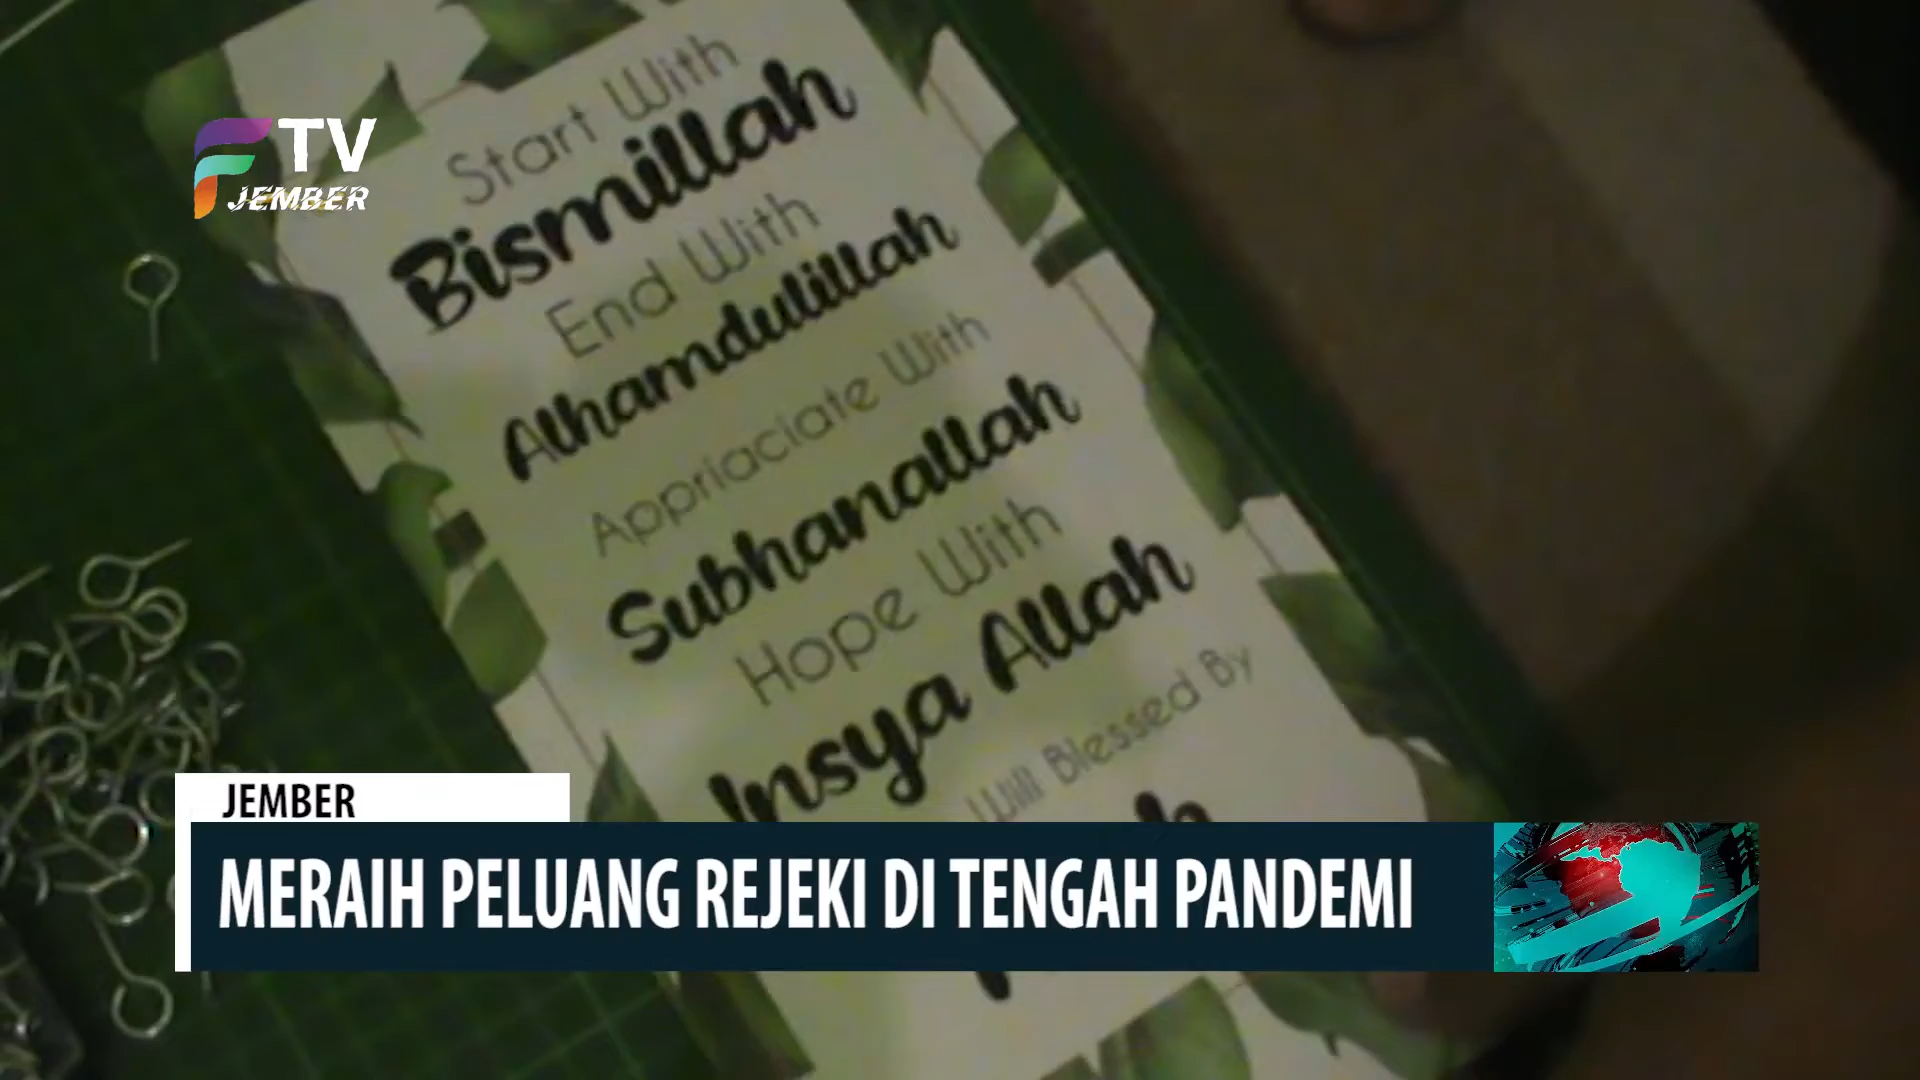 TV
JEMBER
Start With
Bismillah
End With
Alhamdulillah
Appriaciate With
Subhanallah
Hope With
Insya Allah
Will Blessed By
JEMBER
MERAIH PELUANG REJEKI DI TENGAH PANDEMI